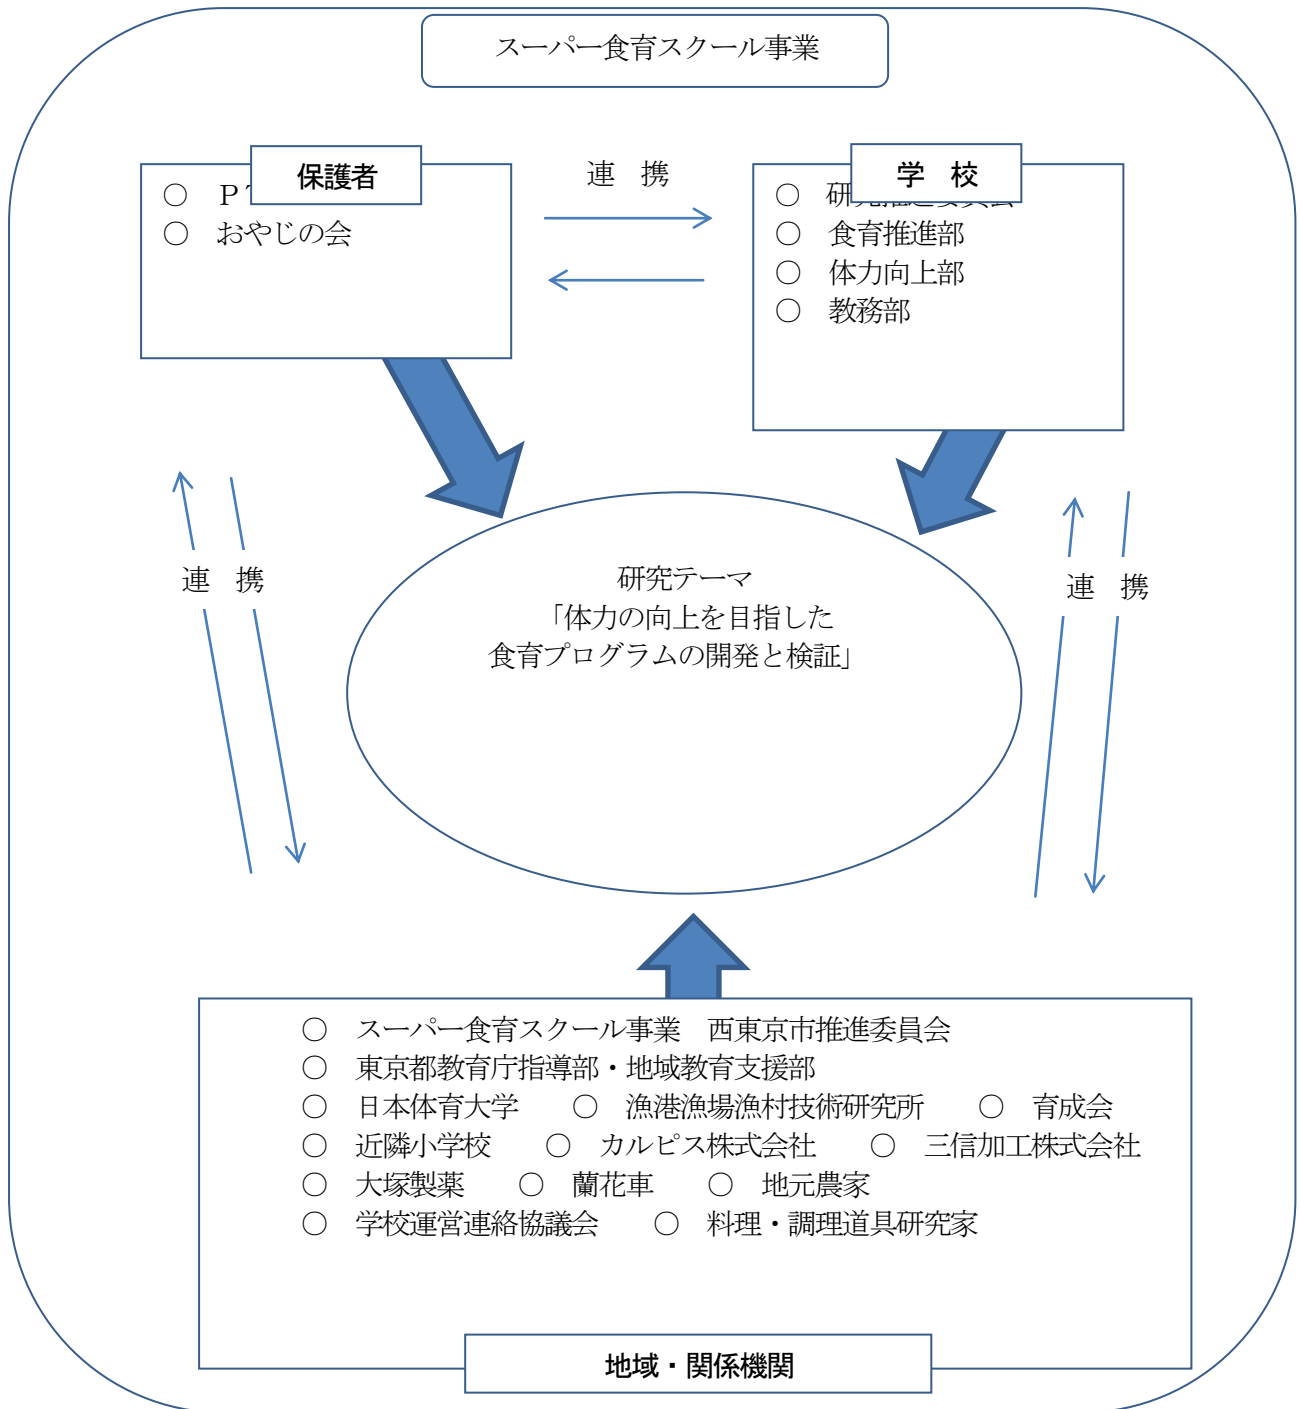 スーパー食育スクール事業
保護者
○　Ｐ
○　おやじの会
連　携
学　校
○　研究推進委員会
○　食育推進部
○　体力向上部
○　教務部
連　携
連　携
研究テーマ
「体力の向上を目指した
食育プログラムの開発と検証」
○　スーパー食育スクール事業　西東京市推進委員会
○　東京都教育庁指導部・地域教育支援部
○　日本体育大学　　○　漁港漁場漁村技術研究所　　○　育成会
○　近隣小学校　　○　カルピス株式会社　　○　三信加工株式会社
○　大塚製薬　　○　蘭花車　　○　地元農家
○　学校運営連絡協議会　　○　料理・調理道具研究家
地域・関係機関